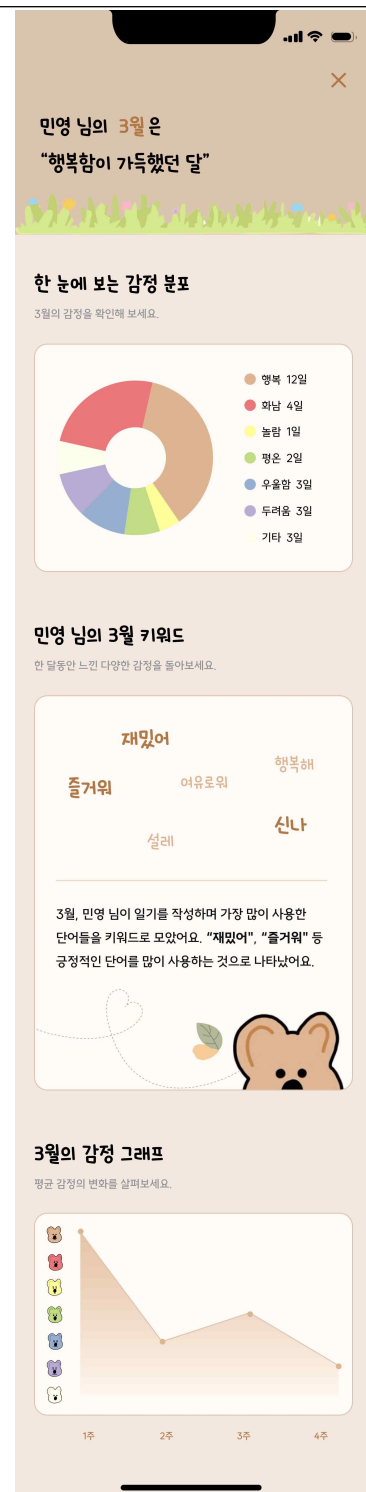 민영 님의 3월은
“행복함이 가득했던 달”
한 눈에 보는 감정 분포
3월의 감정을 확인해 보세요.
행복 12일
화남 4일
놀람 1일
평온 2일
우울함 3일
두려움 3일
기타 3일
민영 님의 3월 키워드
한 달동안 느낀 다양한 감정을 돌아보세요.
재밌어
행복해
즐거워
여유로워
신나
설레
3월, 민영 님이 일기를 작성하며 가장 많이 사용한
단어들을 키워드로 모았어요. “재밌어", “즐거워" 등
긍정적인 단어를 많이 사용하는 것으로 나타났어요.
3월의 감정 그래프
평균 감정의 변화를 살펴보세요.
1주 2주 3주 4주